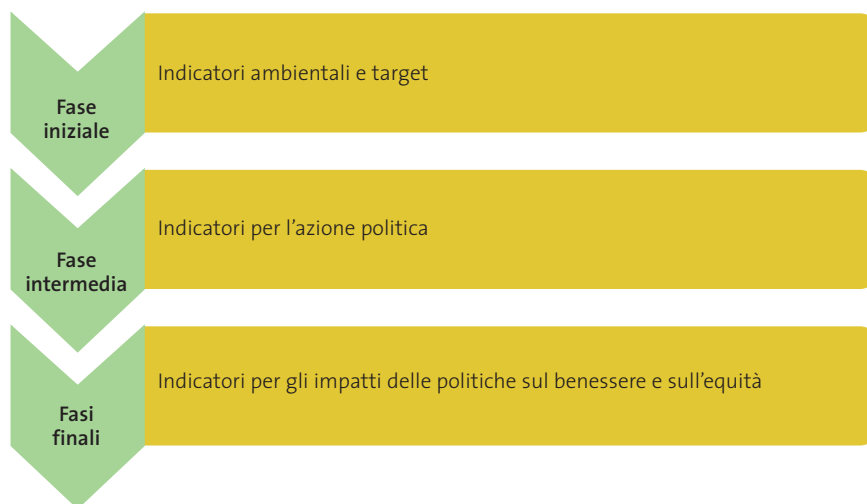 Fase
iniziale
Indicatori ambientali e target
Fase
intermedia
Indicatori per l'azione politica
Fasi
finali
Indicatori per gli impatti delle politiche sul benessere e sull'equità